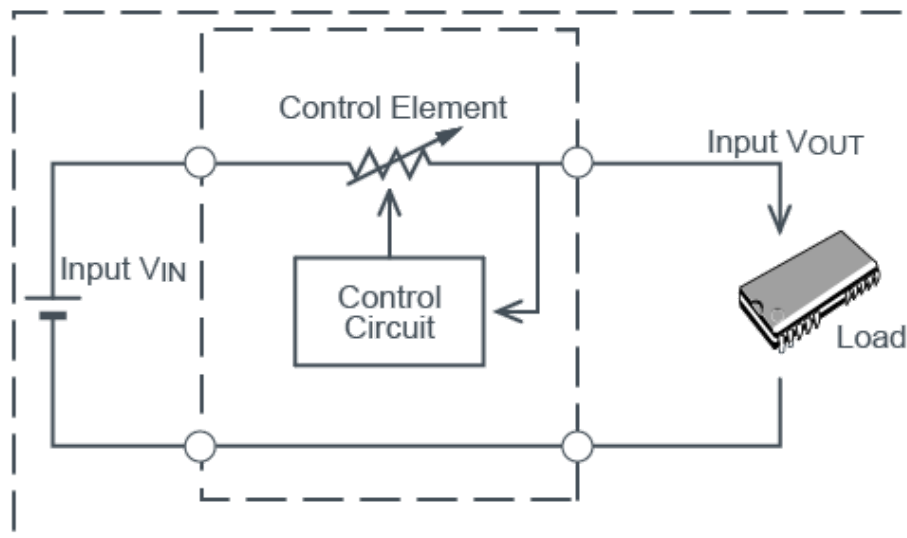 Control Element
Input VOUT
Input VIN
Control
Circuit
Load